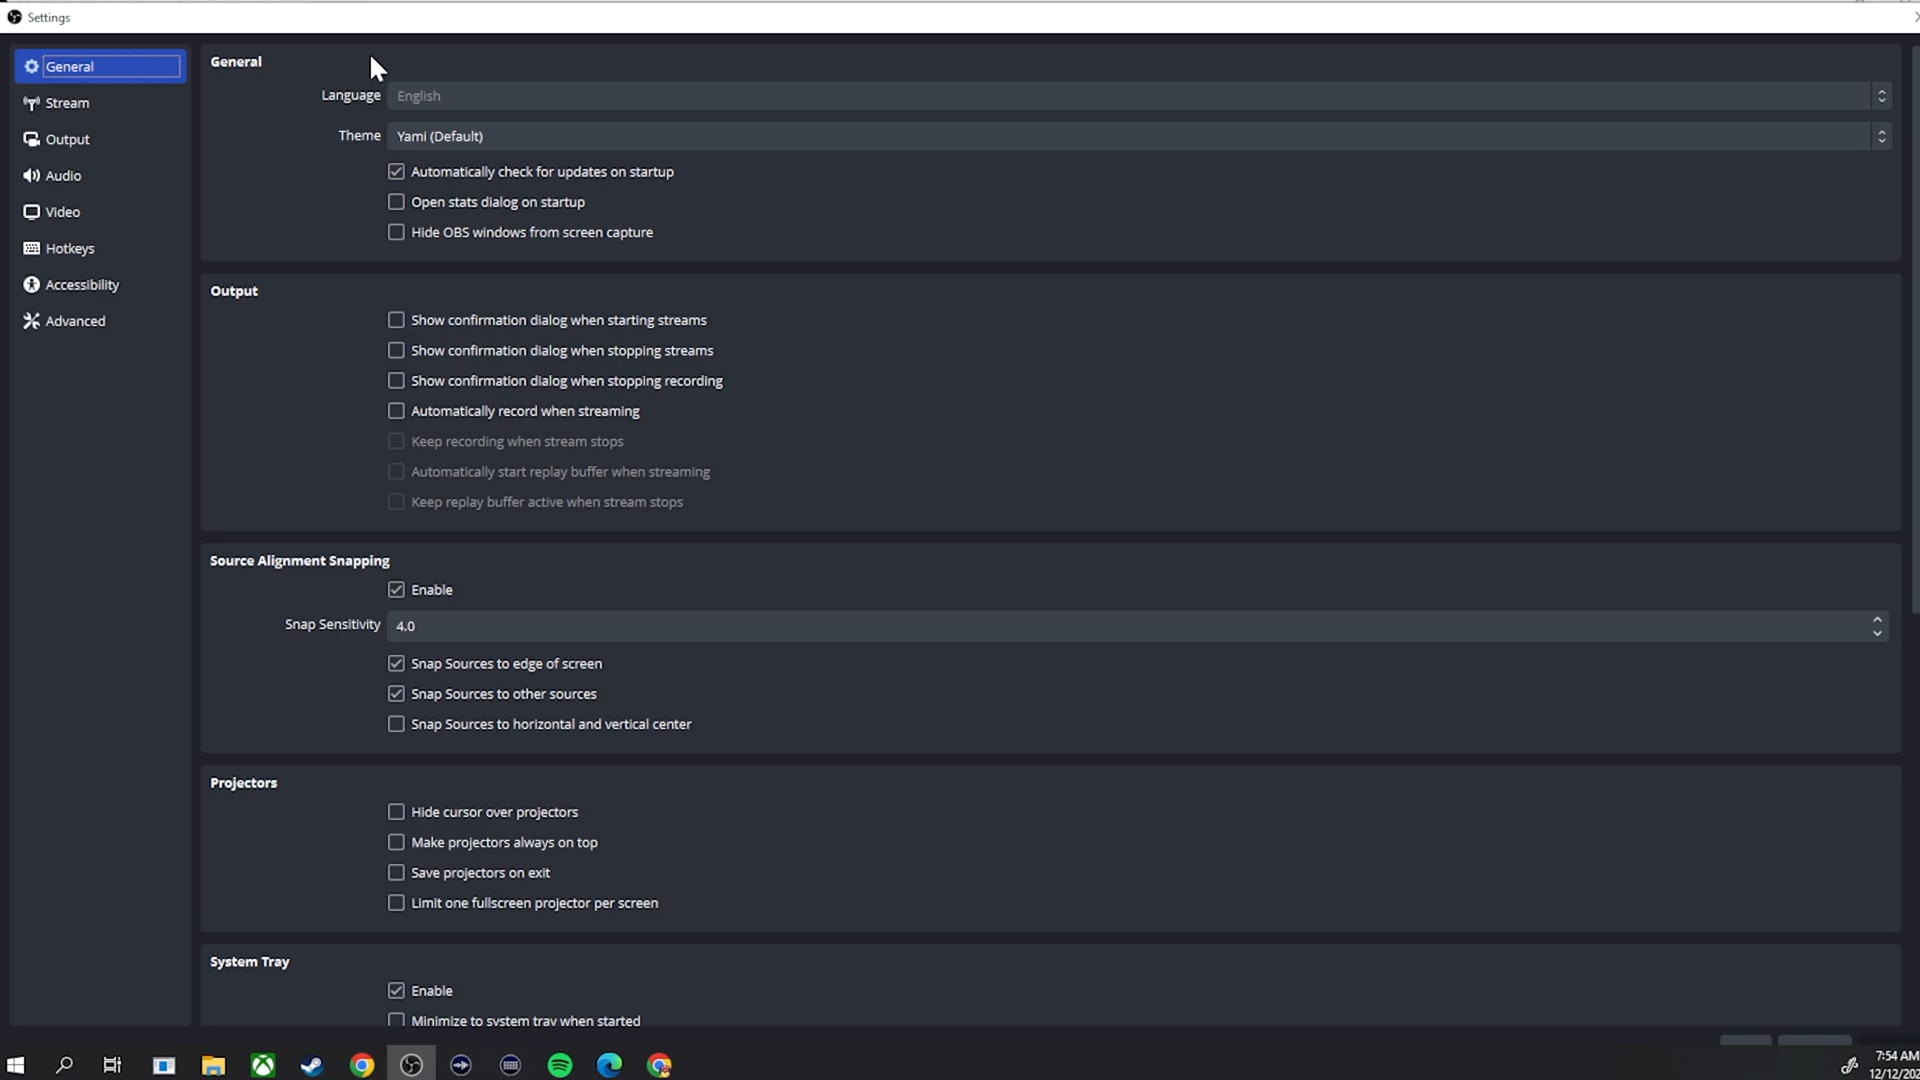 Settings
General
Stream
Output
Audio
Video
Hotkeys
Accessibility
Advanced
General
Language English
Theme Yami (Default)
Automatically check for updates on startup
Open stats dialog on startup
Hide OBS windows from screen capture
Output
Show confirmation dialog when starting streams
Show confirmation dialog when stopping streams
Show confirmation dialog when stopping recording
Automatically record when streaming
Keep recording when stream stops
Automatically start replay buffer when streaming
Keep replay buffer active when stream stops
Source Alignment Snapping
Enable
Snap Sensitivity 4.0
Snap Sources to edge of screen
Snap Sources to other sources
Snap Sources to horizontal and vertical center
Projectors
Hide cursor over projectors
Make projectors always on top
Save projectors on exit
Limit one fullscreen projector per screen
System Tray
Enable
Minimize to system tray when started
7:54 AM
12/12/202